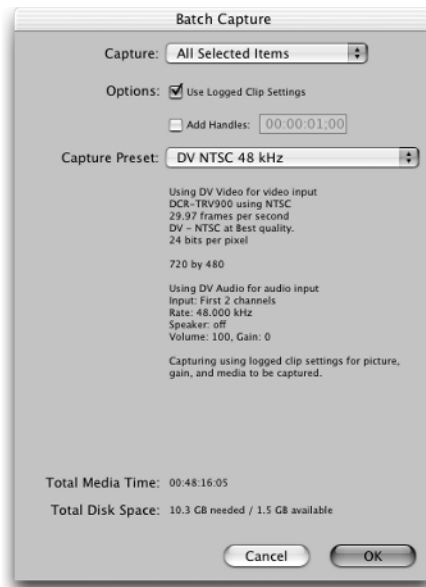 Batch Capture
Capture: All Selected Items
Options: Use Logged Clip Settings
Add Handles: 00:00:01;00
Capture Preset: DV NTSC 48 kHz
Using DV Video for video input
DCR-TRV900 using NTSC
29.97 frames per second
DV - NTSC at Best quality.
24 bits per pixel
720 by 480
Using DV Audio for audio input
Input: First 2 channels
Rate: 48.000 kHz
Speaker: off
Volume: 100, Gain: 0
Capturing using logged clip settings for picture,
gain, and media to be captured.
Total Media Time: 00:48:16:05
Total Disk Space: 10.3 GB needed / 1.5 GB available
Cancel OK